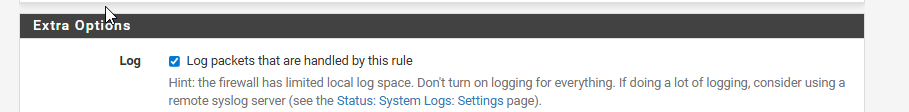 Extra Options
Log Log packets that are handled by this rule
Hint: the firewall has limited local log space. Don't turn on logging for everything. If doing a lot of logging, consider using a
remote syslog server (see the Status: System Logs: Settings page).